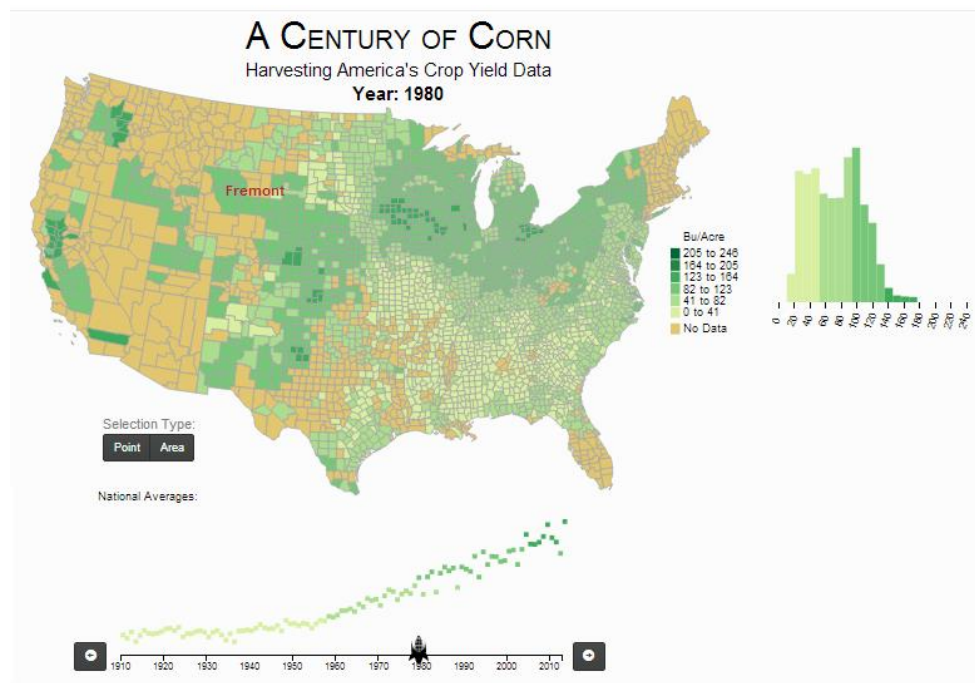 A CENTURY OF CORN
Harvesting America's Crop Yield Data
Year: 1980
Fremont
Bu/Acre
205 to 246
164 to 205
123 to 164
82 to 123
41 to 82
0 to 41
No Data
0 20 40 60 80 100 120 140 160 180 200 220 240
Selection Type:
Point Area
National Averages:
1910 1920 1930 1940 1950 1960 1970 1980 1990 2000 2010